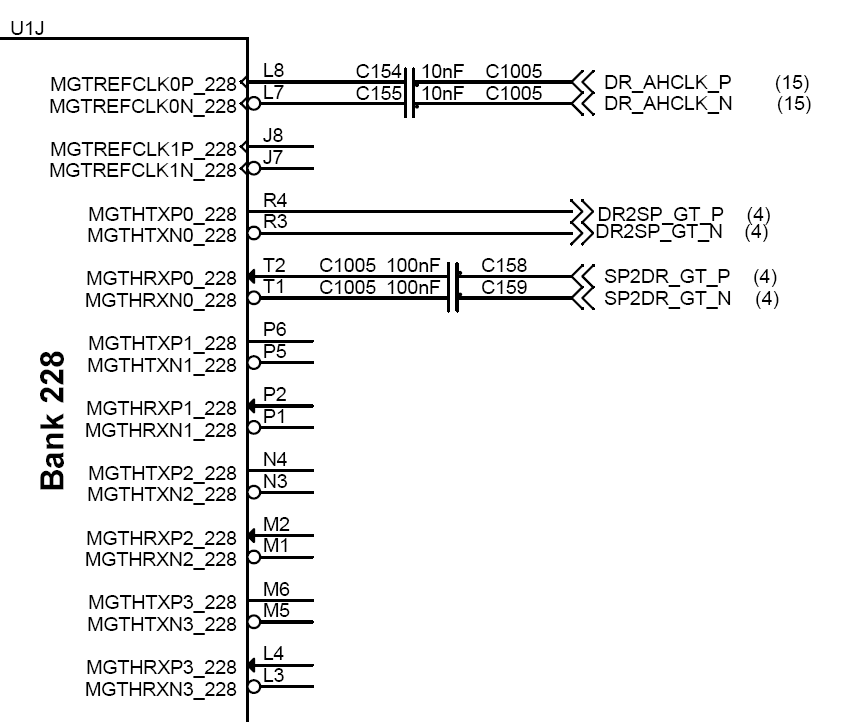 U1J
MGTREFCLK0P_228 L8 C154 10nF C1005 DR_AHCLK_P (15)
MGTREFCLK0N_228 L7 C155 10nF C1005 DR_AHCLK_N (15)
MGTREFCLK1P_228 J8
MGTREFCLK1N_228 J7
MGTHTXP0_228 R4 DR2SP_GT_P (4)
MGTHTXN0_228 R3 DR2SP_GT_N (4)
MGTHRXP0_228 T2 C1005 100nF C158 SP2DR_GT_P (4)
MGTHRXN0_228 T1 C1005 100nF C159 SP2DR_GT_N (4)
MGTHTXP1_228 P6
MGTHTXN1_228 P5
MGTHRXP1_228 P2
MGTHRXN1_228 P1
Bank 228
MGTHTXP2_228 N4
MGTHTXN2_228 N3
MGTHRXP2_228 M2
MGTHRXN2_228 M1
MGTHTXP3_228 M6
MGTHTXN3_228 M5
MGTHRXP3_228 L4
MGTHRXN3_228 L3